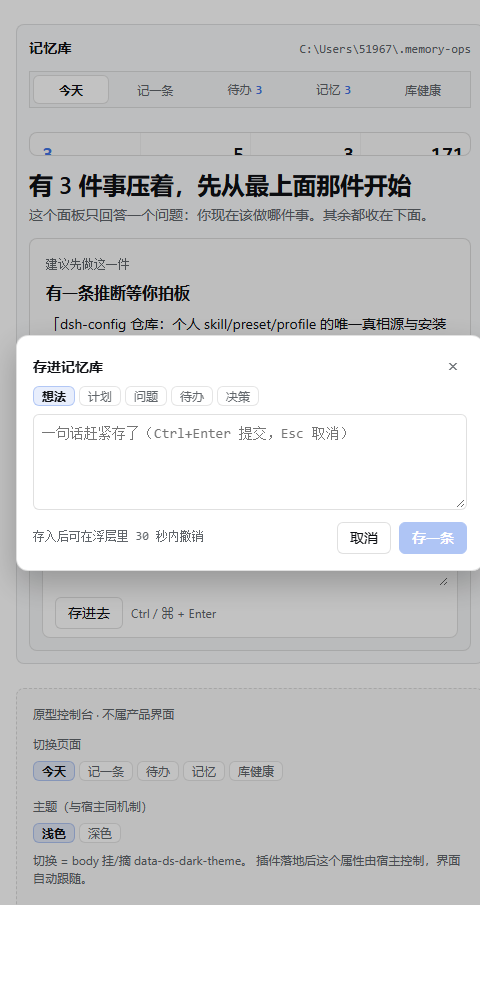 记忆库
C:\Users\51967\.memory-ops
今天
记一条
待办 3
记忆 3
库健康
3
5
3
171
有 3 件事压着，先从最上面那件开始
这个面板只回答一个问题：你现在该做哪件事。其余都收在下面。
建议先做这一件
有一条推断等你拍板
「dsh-config 仓库：个人 skill/preset/profile 的唯一真相源与安装
存进记忆库
×
想法
计划
问题
待办
决策
一句话赶紧存了（Ctrl+Enter 提交，Esc 取消）
存入后可在浮层里 30 秒内撤销
取消
存一条
存进去
Ctrl / ⌘ + Enter
原型控制台 · 不属产品界面
切换页面
今天
记一条
待办
记忆
库健康
主题（与宿主同机制）
浅色
深色
切换 = body 挂/摘 data-ds-dark-theme。 插件落地后这个属性由宿主控制，界面
自动跟随。